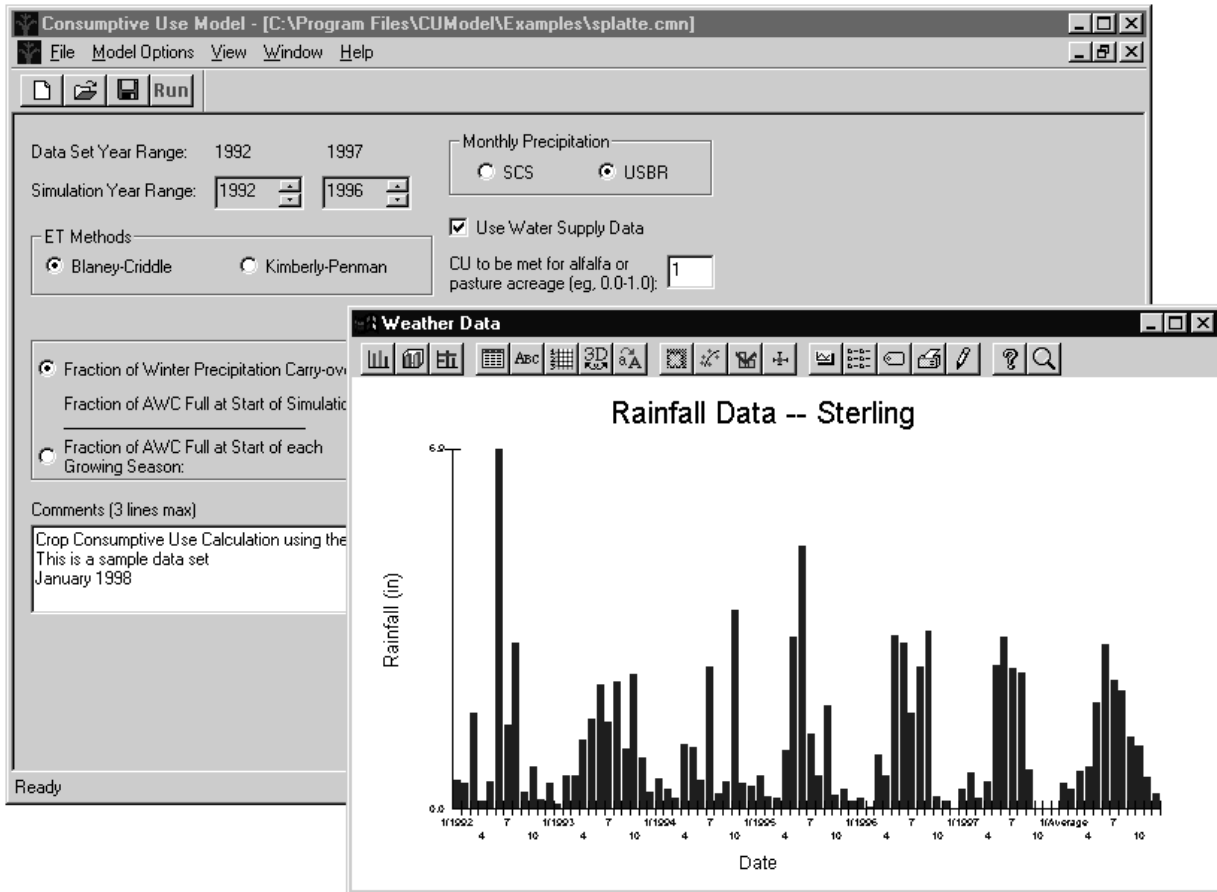 Consumptive Use Model - [C:\Program Files\CUModel\Examples\splatte.cmn]
File Model Options View Window Help
Run
Data Set Year Range: 1992 1997
Simulation Year Range: 1992 1996
Monthly Precipitation
SCS USBR
Use Water Supply Data
ET Methods
Blaney-Criddle Kimberly-Penman
CU to be met for alfalfa or
pasture acreage (eg, 0.0-1.0): 1
Fraction of Winter Precipitation Carry-ov
Fraction of AWC Full at Start of Simulatio
Fraction of AWC Full at Start of each
Growing Season:
Comments (3 lines max)
Crop Consumptive Use Calculation using the
This is a sample data set
January 1998
Ready
Weather Data
ABC 3D aA
Rainfall Data -- Sterling
Rainfall (in)
0.0
1/1992 7 1/1993 7 1/1994 7 1/1995 7 1/1996 7 1/1997 7 1/Average 7
4 10 4 10 4 10 4 10 4 10 4 10 4 10
Date